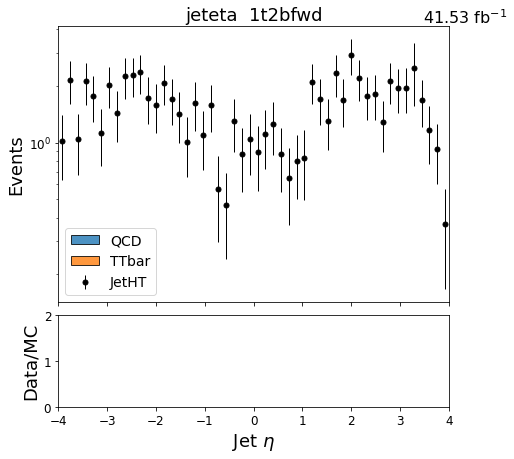 jeteta 1t2bfwd
41.53 fb⁻¹
Events
10⁰
QCD
TTbar
JetHT
Data/MC
2
1
0
−4 −3 −2 −1 0 1 2 3 4
Jet η